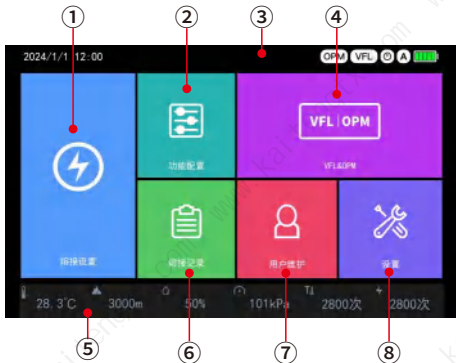 ① ② ③ ④
2024/1/1 12:00 OPM VFL A
VFL OPM
熔接设置 功能配置 VFL&OPM
熔接记录 用户维护 设置
28.3℃ 3000m 50% 101kPa 2800次 2800次
⑤ ⑥ ⑦ ⑧